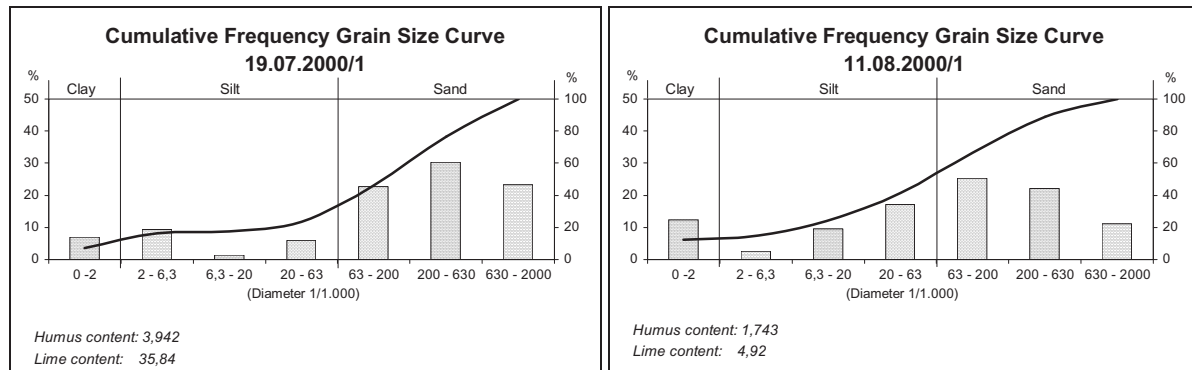 Cumulative Frequency Grain Size Curve
19.07.2000/1
% Clay Silt Sand %
50 100
40 80
30 60
20 40
10 20
0 0
0 -2 2 - 6,3 6,3 - 20 20 - 63 63 - 200 200 - 630 630 - 2000
(Diameter 1/1.000)
Humus content: 3,942
Lime content: 35,84
Cumulative Frequency Grain Size Curve
11.08.2000/1
% Clay Silt Sand %
50 100
40 80
30 60
20 40
10 20
0 0
0 -2 2 - 6,3 6,3 - 20 20 - 63 63 - 200 200 - 630 630 - 2000
(Diameter 1/1.000)
Humus content: 1,743
Lime content: 4,92